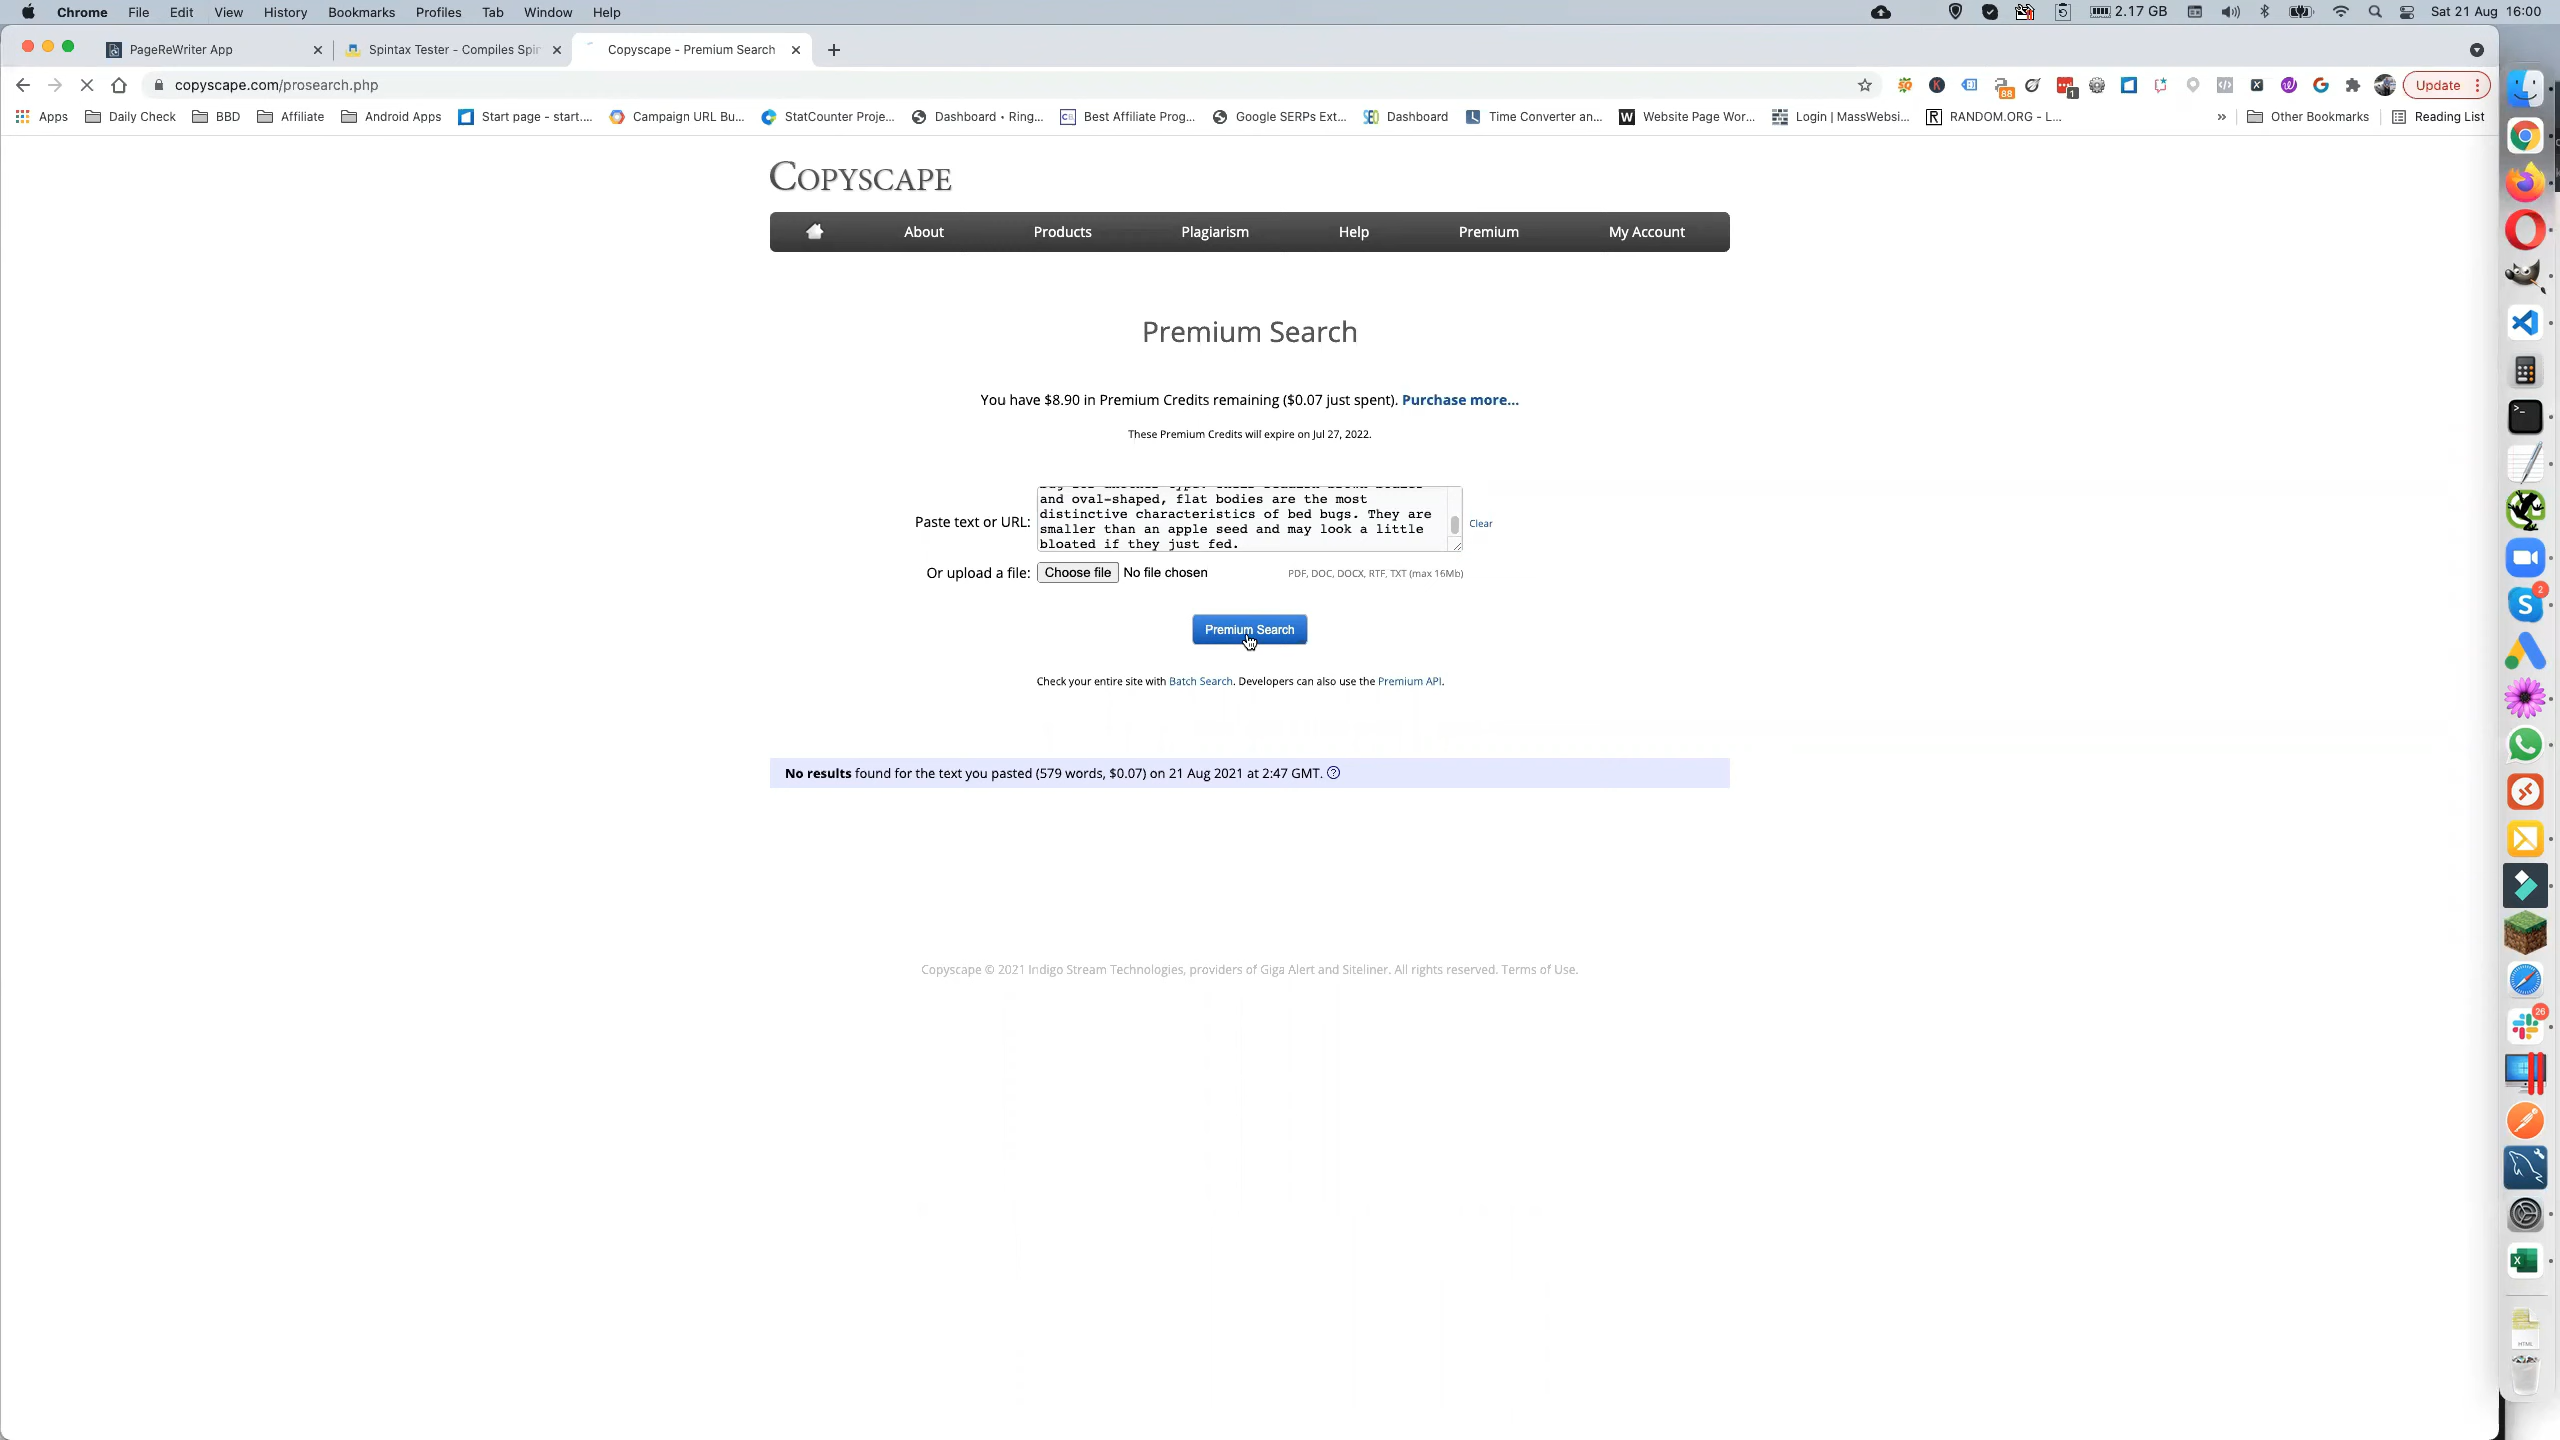 Chrome File Edit View History Bookmarks Profiles Tab Window Help 2.17 GB Sat 21 Aug 16:00
PageReWriter App Spintax Tester - Compiles Spin Copyscape - Premium Search
copyscape.com/prosearch.php 68 1 Update
Apps Daily Check BBD Affiliate Android Apps Start page - start.... Campaign URL Bu... StatCounter Proje... Dashboard • Ring... Best Affiliate Prog... Google SERPs Ext... Dashboard Time Converter an... Website Page Wor... Login | MassWebsi... RANDOM.ORG - L... » Other Bookmarks Reading List
COPYSCAPE
About Products Plagiarism Help Premium My Account
Premium Search
You have $8.90 in Premium Credits remaining ($0.07 just spent). Purchase more...
These Premium Credits will expire on Jul 27, 2022.
and oval-shaped, flat bodies are the most
distinctive characteristics of bed bugs. They are
Paste text or URL: smaller than an apple seed and may look a little Clear
bloated if they just fed.
Or upload a file: Choose file No file chosen PDF, DOC, DOCX, RTF, TXT (max 16Mb)
Premium Search
Check your entire site with Batch Search. Developers can also use the Premium API.
No results found for the text you pasted (579 words, $0.07) on 21 Aug 2021 at 2:47 GMT.
Copyscape © 2021 Indigo Stream Technologies, providers of Giga Alert and Siteliner. All rights reserved. Terms of Use.
2
26
HTML